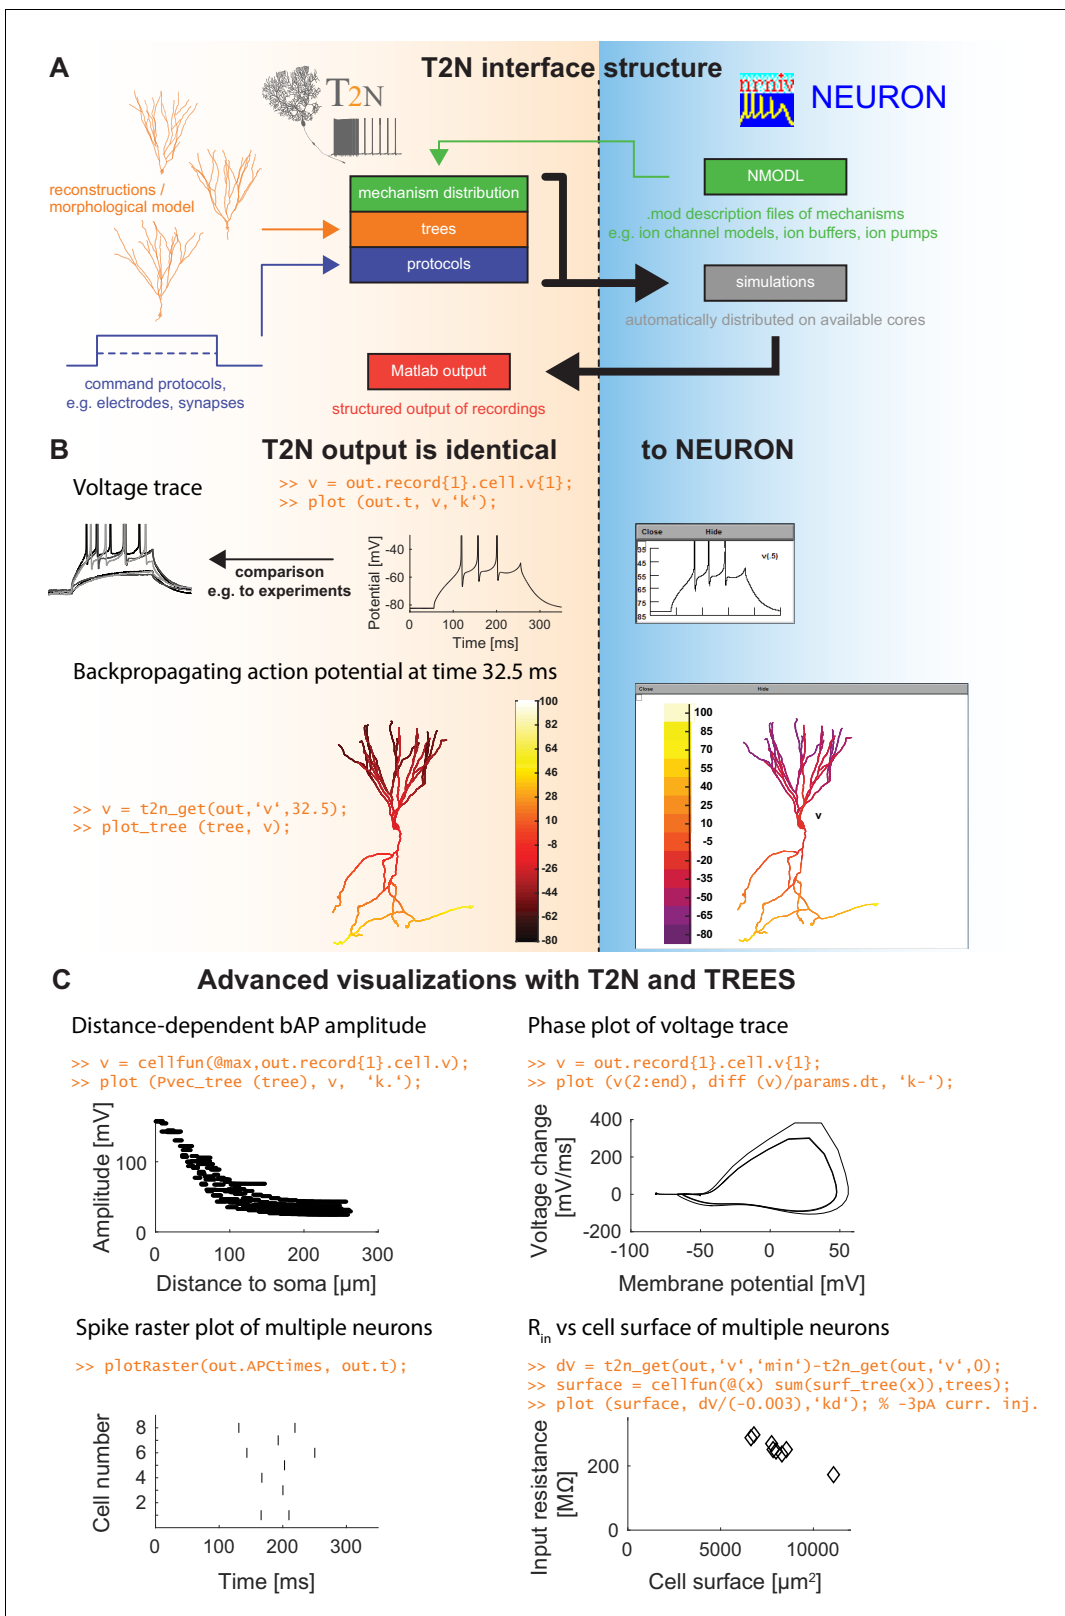 A
T2N interface structure
T2N
nrniv
NEURON
reconstructions /
morphological model
mechanism distribution
trees
protocols
NMODL
.mod description files of mechanisms
e.g. ion channel models, ion buffers, ion pumps
simulations
automatically distributed on available cores
Matlab output
structured output of recordings
command protocols,
e.g. electrodes, synapses
B
T2N output is identical
to NEURON
Voltage trace
>> v = out.record{1}.cell.v{1};
>> plot (out.t, v,‘k‘);
comparison
e.g. to experiments
Potential [mV]
-40
-60
-80
0 100 200 300
Time [ms]
Close Hide
v(.5)
35
45
55
65
75
85
Backpropagating action potential at time 32.5 ms
>> v = t2n_get(out,‘v‘,32.5);
>> plot_tree (tree, v);
100
82
64
46
28
10
-8
-26
-44
-62
-80
Close Hide
100
85
70
55
40
25
10
-5
-20
-35
-50
-65
-80
v
C
Advanced visualizations with T2N and TREES
Distance-dependent bAP amplitude
>> v = cellfun(@max,out.record{1}.cell.v);
>> plot (Pvec_tree (tree), v, ‘k.‘);
Amplitude [mV]
100
0
0 100 200 300
Distance to soma [µm]
Phase plot of voltage trace
>> v = out.record{1}.cell.v{1};
>> plot (v(2:end), diff (v)/params.dt, ‘k-‘);
Voltage change
[mV/ms]
400
200
0
-200
-100 -50 0 50
Membrane potential [mV]
Spike raster plot of multiple neurons
>> plotRaster(out.APCtimes, out.t);
Cell number
8
6
4
2
0 100 200 300
Time [ms]
Rin vs cell surface of multiple neurons
>> dV = t2n_get(out,‘v‘,‘min‘)-t2n_get(out,‘v‘,0);
>> surface = cellfun(@(x) sum(surf_tree(x)),trees);
>> plot (surface, dV/(-0.003),‘kd‘); % -3pA curr. inj.
Input resistance
[MΩ]
200
0
0 5000 10000
Cell surface [µm²]